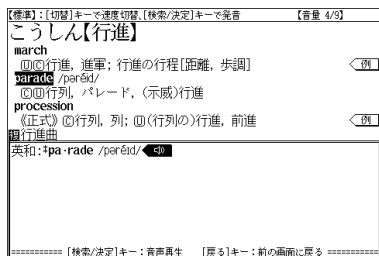 【標準】:[切替]キーで速度切替,[検索/決定]キーで発音 【音量 4/9】
こうしん【行進】
march
ⓊⒸ行進, 進軍; 行進の行程[距離, 歩調] 例
parade /pəréid/
ⒸⓊ行列, パレード, (示威)行進
procession
《正式》Ⓒ行列, 列; Ⓤ(行列の)行進, 前進 例
複行進曲
英和:‡pa·rade /pəréid/
========== [検索/決定]キー:音声再生 [戻る]キー:前の画面に戻る ==========